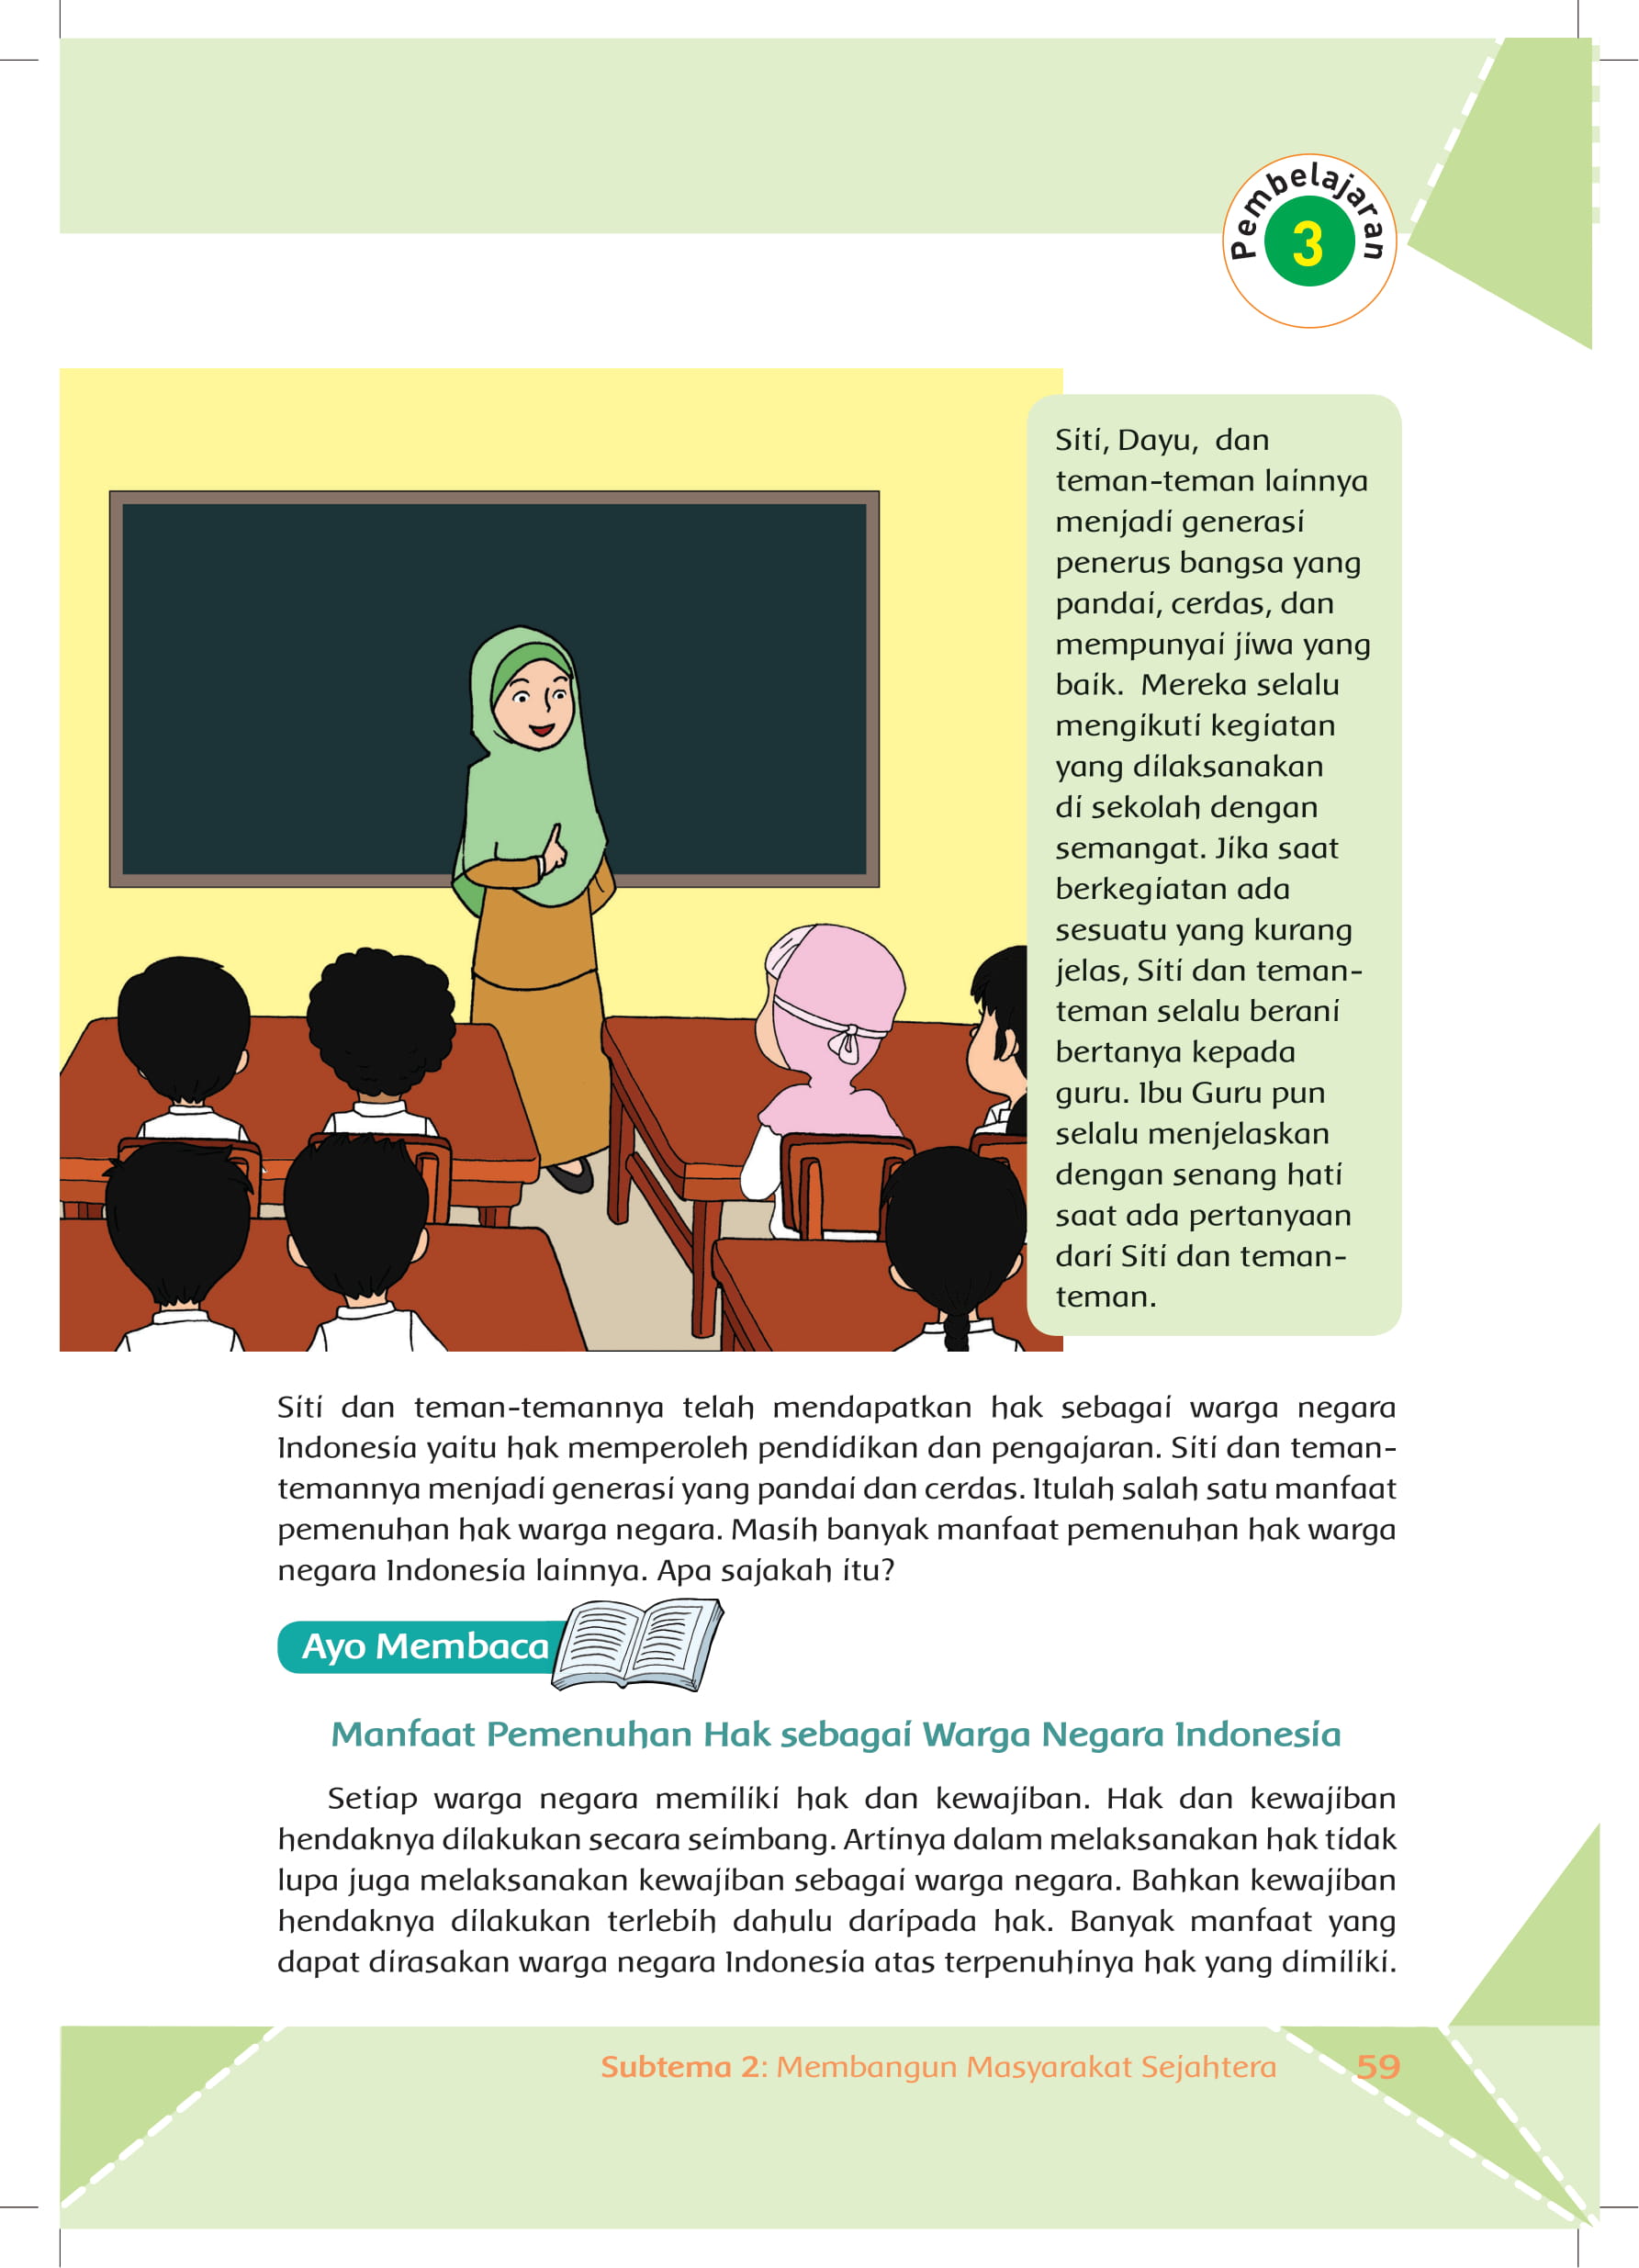 Pembelajaran
3
Siti, Dayu, dan
teman-teman lainnya
menjadi generasi
penerus bangsa yang
pandai, cerdas, dan
mempunyai jiwa yang
baik. Mereka selalu
mengikuti kegiatan
yang dilaksanakan
di sekolah dengan
semangat. Jika saat
berkegiatan ada
sesuatu yang kurang
jelas, Siti dan teman-
teman selalu berani
bertanya kepada
guru. Ibu Guru pun
selalu menjelaskan
dengan senang hati
saat ada pertanyaan
dari Siti dan teman-
teman.
Siti dan teman-temannya telah mendapatkan hak sebagai warga negara
Indonesia yaitu hak memperoleh pendidikan dan pengajaran. Siti dan teman-
temannya menjadi generasi yang pandai dan cerdas. Itulah salah satu manfaat
pemenuhan hak warga negara. Masih banyak manfaat pemenuhan hak warga
negara Indonesia lainnya. Apa sajakah itu?
Ayo Membaca
Manfaat Pemenuhan Hak sebagai Warga Negara Indonesia
Setiap warga negara memiliki hak dan kewajiban. Hak dan kewajiban
hendaknya dilakukan secara seimbang. Artinya dalam melaksanakan hak tidak
lupa juga melaksanakan kewajiban sebagai warga negara. Bahkan kewajiban
hendaknya dilakukan terlebih dahulu daripada hak. Banyak manfaat yang
dapat dirasakan warga negara Indonesia atas terpenuhinya hak yang dimiliki.
Subtema 2: Membangun Masyarakat Sejahtera 59